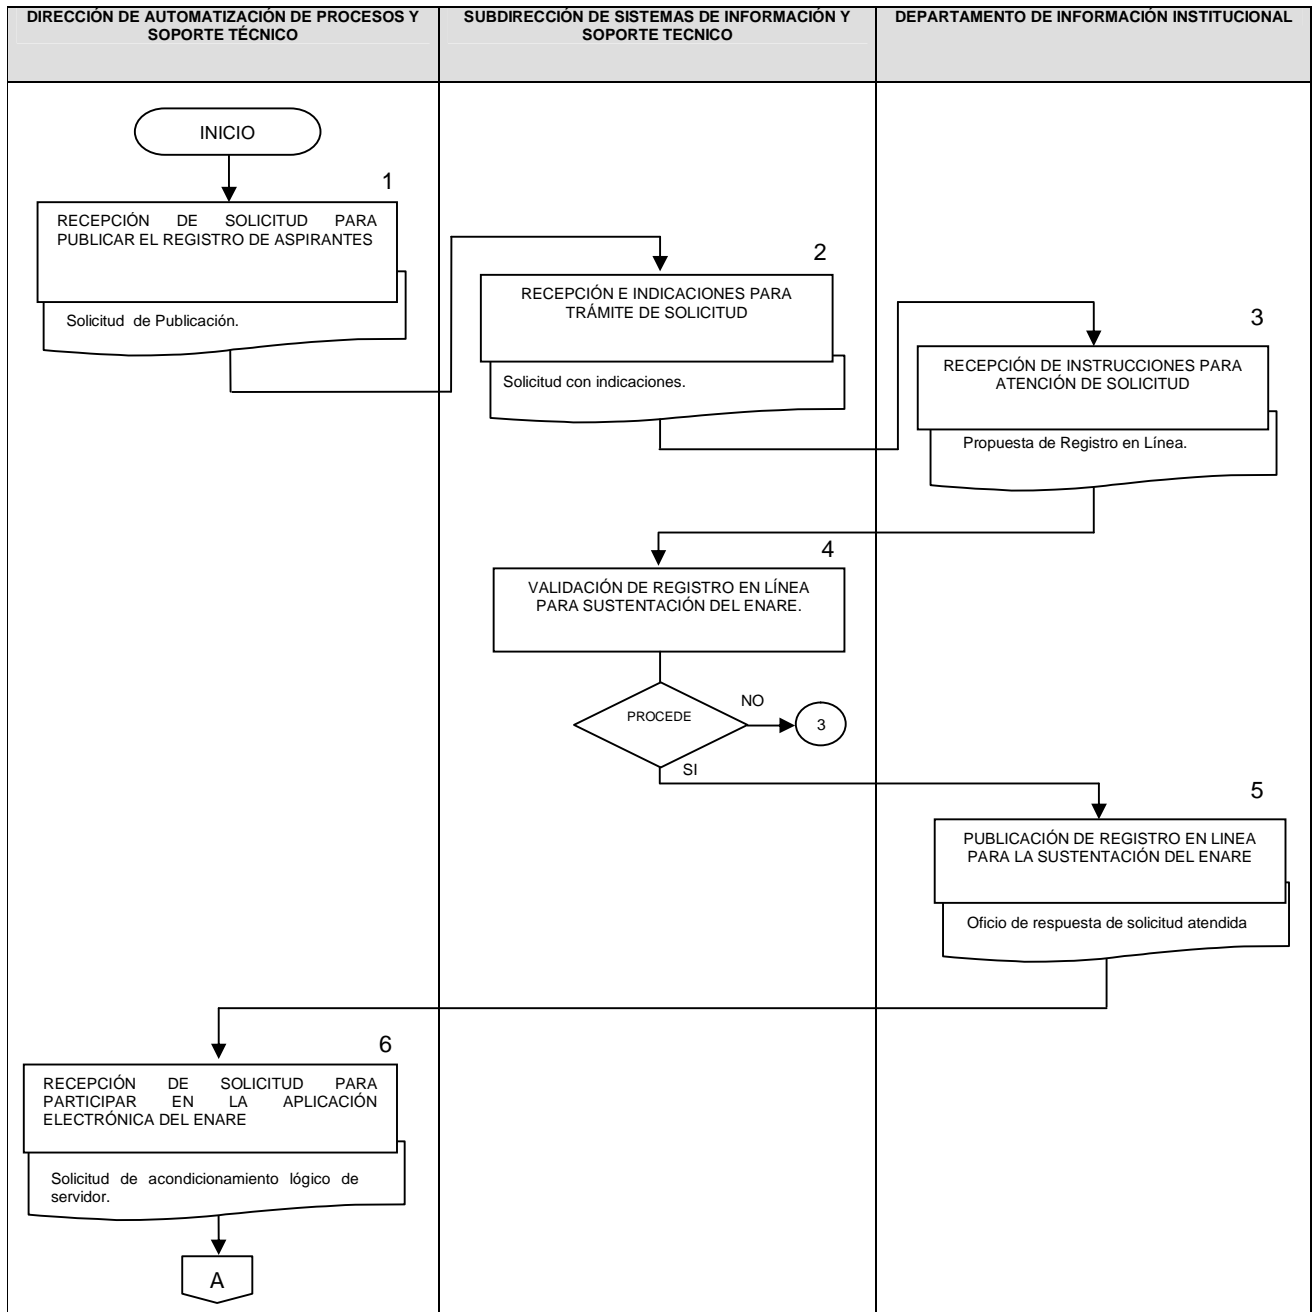 DIRECCIÓN DE AUTOMATIZACIÓN DE PROCESOS Y
SOPORTE TÉCNICO
SUBDIRECCIÓN DE SISTEMAS DE INFORMACIÓN Y
SOPORTE TECNICO
DEPARTAMENTO DE INFORMACIÓN INSTITUCIONAL
INICIO
1
RECEPCIÓN DE SOLICITUD PARA
PUBLICAR EL REGISTRO DE ASPIRANTES
Solicitud de Publicación.
2
RECEPCIÓN E INDICACIONES PARA
TRÁMITE DE SOLICITUD
Solicitud con indicaciones.
3
RECEPCIÓN DE INSTRUCCIONES PARA
ATENCIÓN DE SOLICITUD
Propuesta de Registro en Línea.
4
VALIDACIÓN DE REGISTRO EN LÍNEA
PARA SUSTENTACIÓN DEL ENARE.
PROCEDE
NO
3
SI
5
PUBLICACIÓN DE REGISTRO EN LINEA
PARA LA SUSTENTACIÓN DEL ENARE
Oficio de respuesta de solicitud atendida
6
RECEPCIÓN DE SOLICITUD PARA
PARTICIPAR EN LA APLICACIÓN
ELECTRÓNICA DEL ENARE
Solicitud de acondicionamiento lógico de
servidor.
A